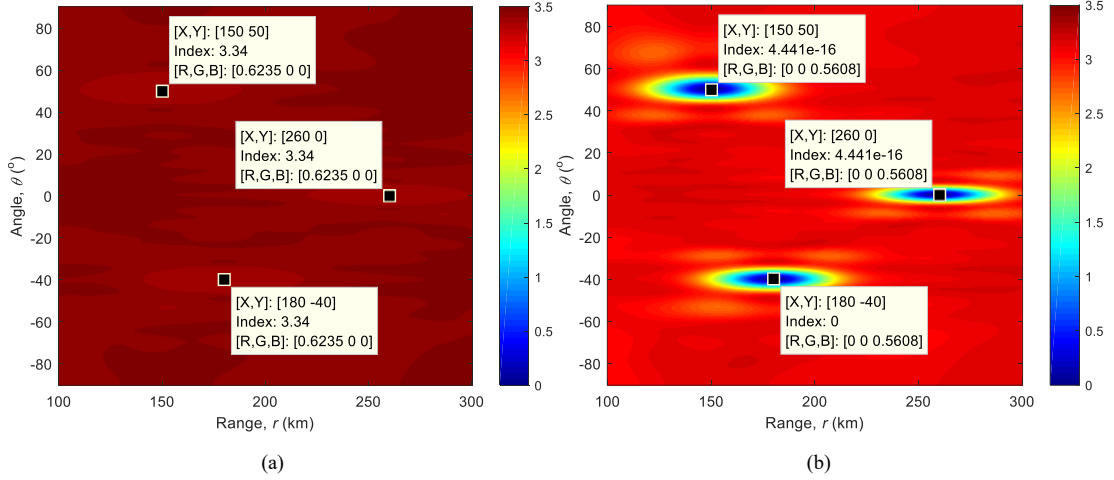 80
60
40
20
0
-20
-40
-60
-80
Angle, θ (°)
100
150
200
250
300
Range, r (km)
[X,Y]: [150 50]
Index: 3.34
[R,G,B]: [0.6235 0 0]
[X,Y]: [260 0]
Index: 3.34
[R,G,B]: [0.6235 0 0]
[X,Y]: [180 -40]
Index: 3.34
[R,G,B]: [0.6235 0 0]
3.5
3
2.5
2
1.5
1
0.5
0
(a)
80
60
40
20
0
-20
-40
-60
-80
Angle, θ (°)
100
150
200
250
300
Range, r (km)
[X,Y]: [150 50]
Index: 4.441e-16
[R,G,B]: [0 0 0.5608]
[X,Y]: [260 0]
Index: 4.441e-16
[R,G,B]: [0 0 0.5608]
[X,Y]: [180 -40]
Index: 0
[R,G,B]: [0 0 0.5608]
3.5
3
2.5
2
1.5
1
0.5
0
(b)